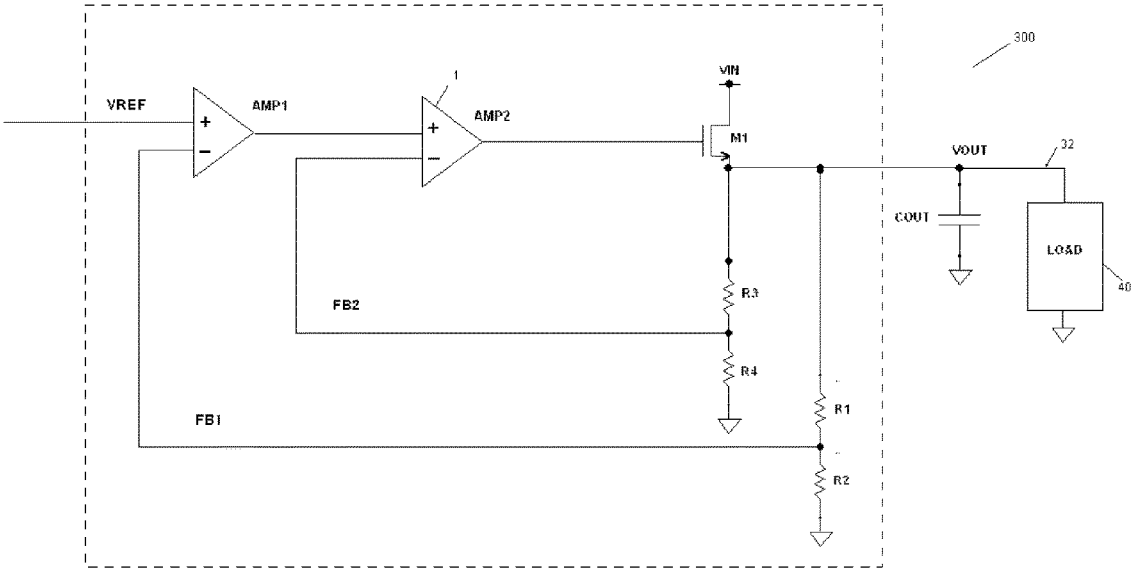 300
1
VIN
VREF
AMP1
AMP2
M1
VOUT
32
COUT
LOAD
40
R3
FB2
R4
R1
FB1
R2